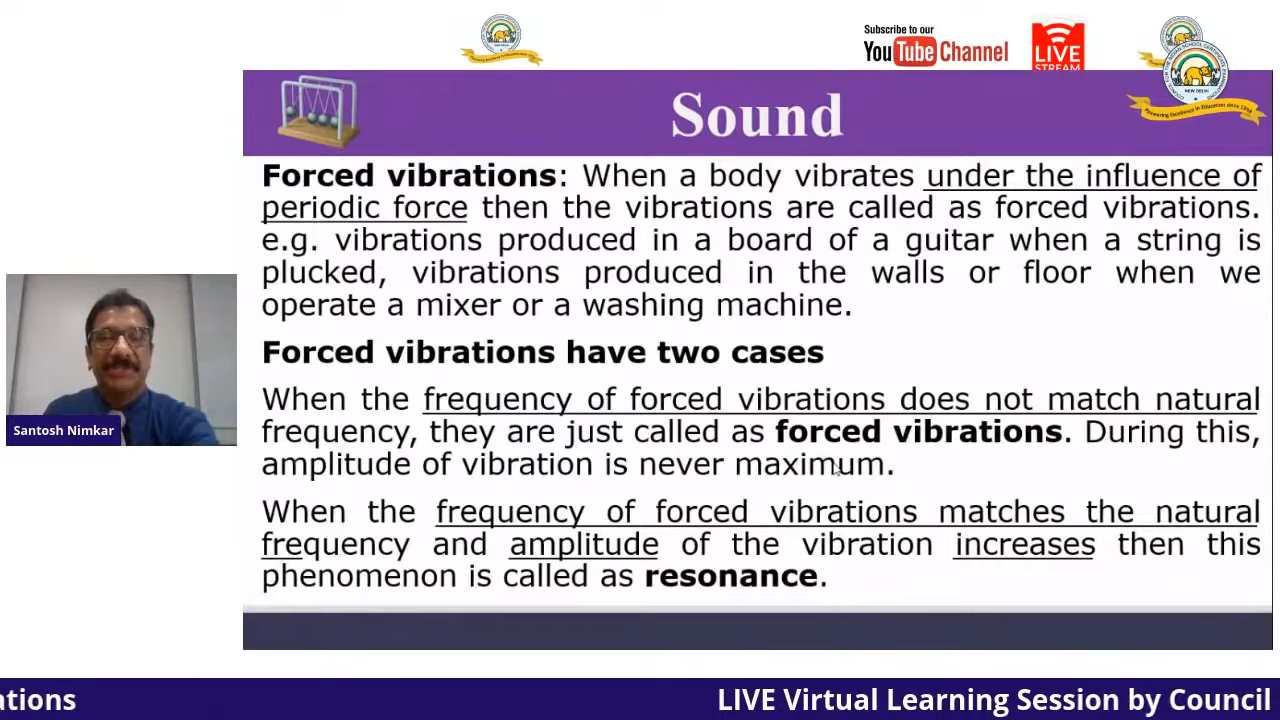 Subscribe to our
YouTube Channel
LIVE
STREAM
NEW DELHI
Sound
Forced vibrations: When a body vibrates under the influence of
periodic force then the vibrations are called as forced vibrations.
e.g. vibrations produced in a board of a guitar when a string is
plucked, vibrations produced in the walls or floor when we
operate a mixer or a washing machine.
Forced vibrations have two cases
When the frequency of forced vibrations does not match natural
frequency, they are just called as forced vibrations. During this,
amplitude of vibration is never maximum.
When the frequency of forced vibrations matches the natural
frequency and amplitude of the vibration increases then this
phenomenon is called as resonance.
Santosh Nimkar
ations
LIVE Virtual Learning Session by Council